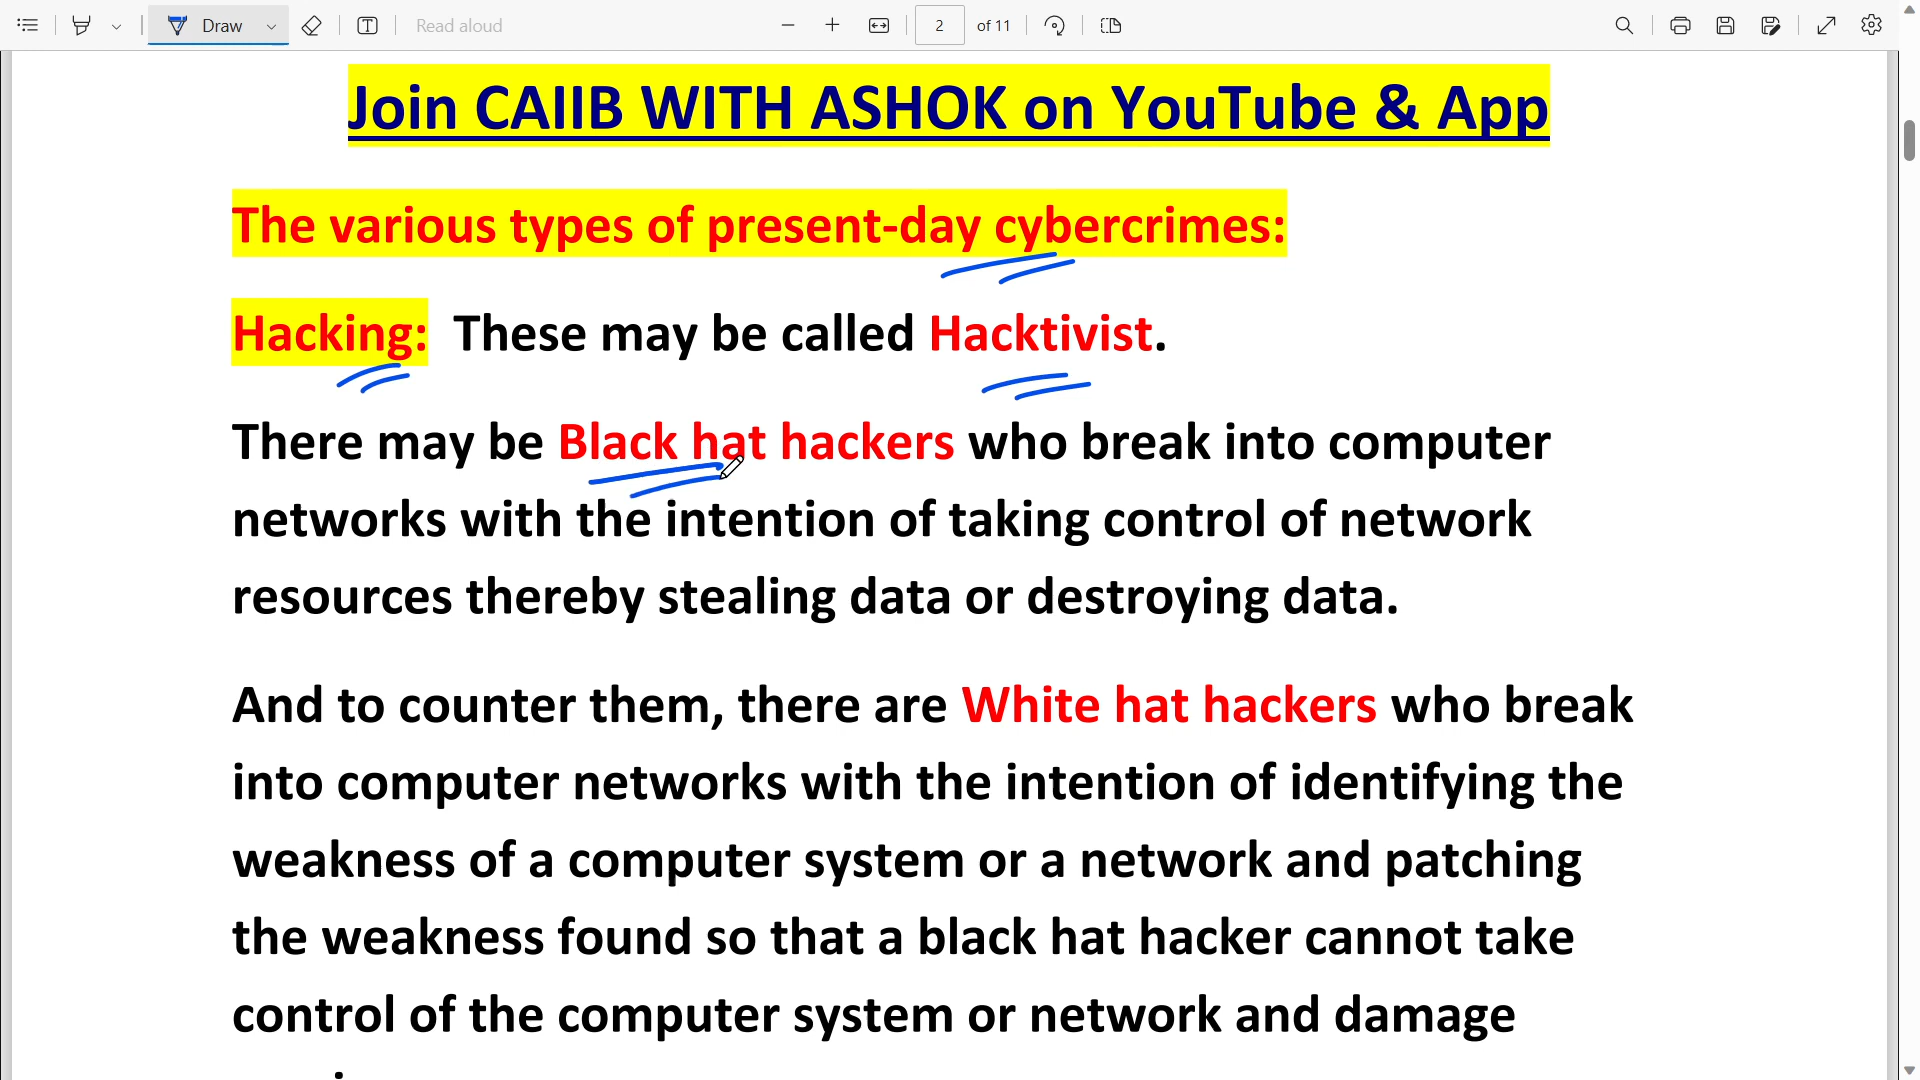 Draw
Read aloud
2 of 11
Join CAIIB WITH ASHOK on YouTube & App
The various types of present-day cybercrimes:
Hacking: These may be called Hacktivist.
There may be Black hat hackers who break into computer
networks with the intention of taking control of network
resources thereby stealing data or destroying data.
And to counter them, there are White hat hackers who break
into computer networks with the intention of identifying the
weakness of a computer system or a network and patching
the weakness found so that a black hat hacker cannot take
control of the computer system or network and damage